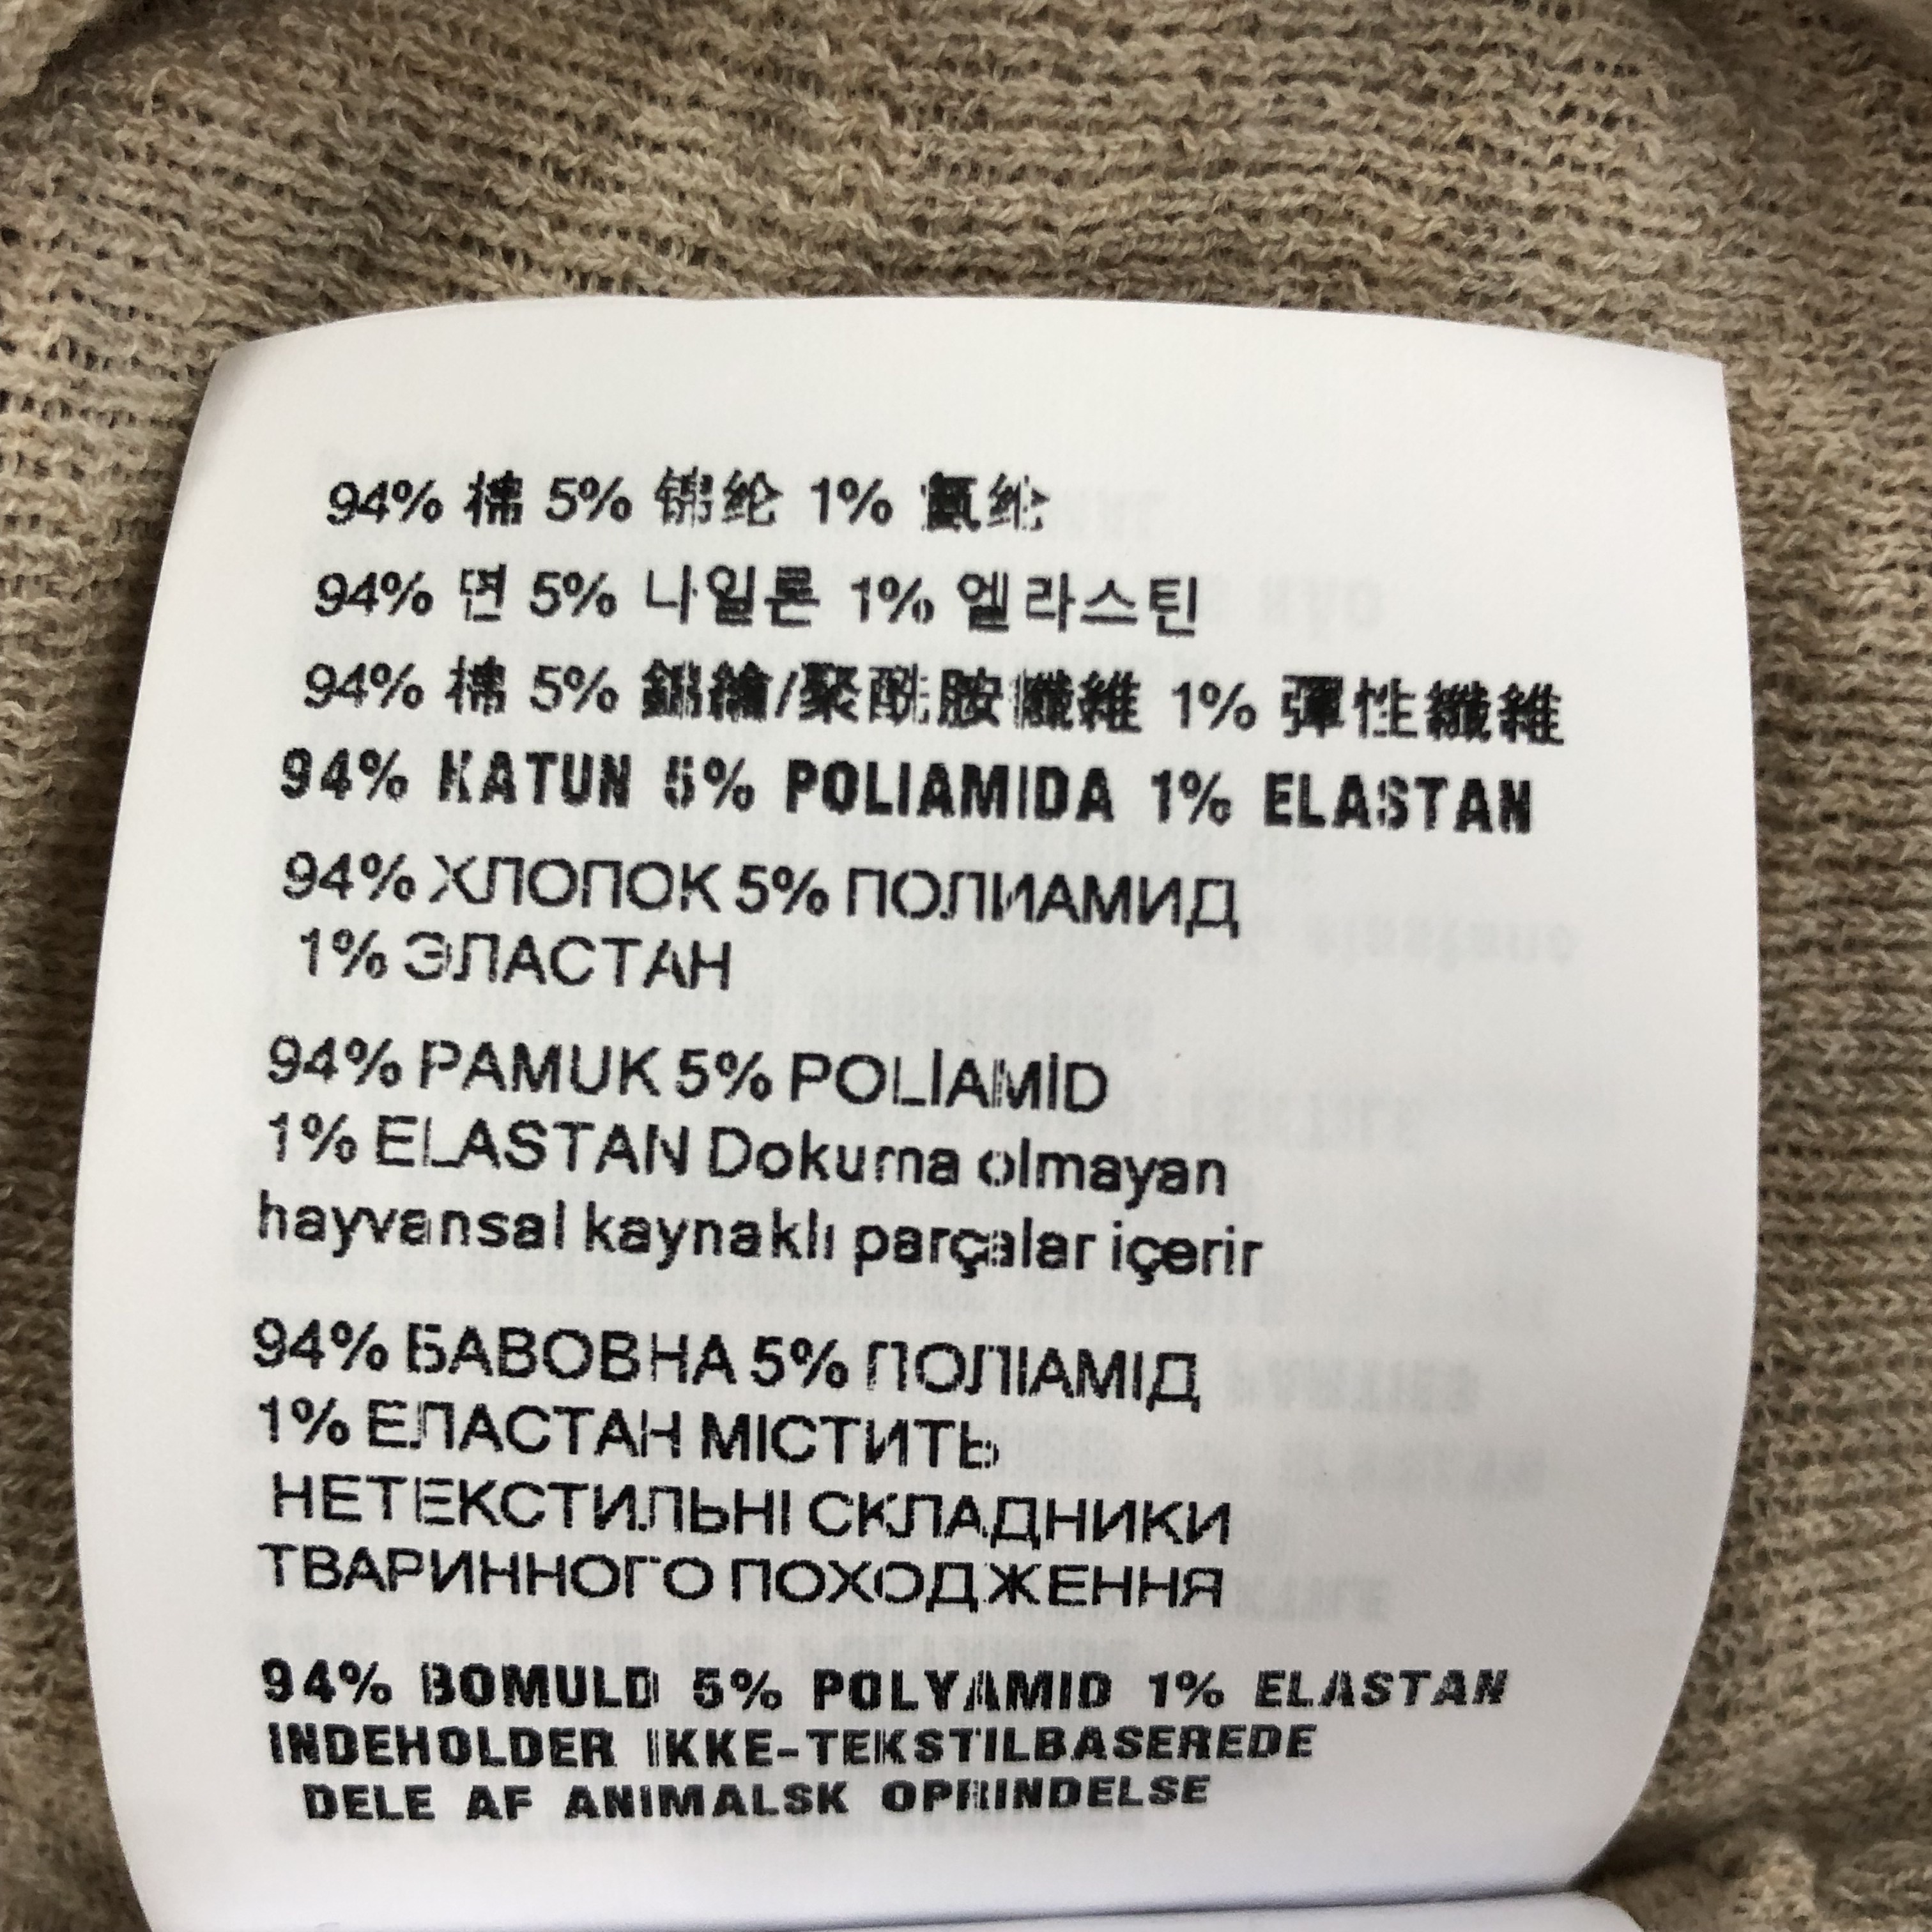 94% 棉 5% 锦纶 1% 氨纶
94% 면 5% 나일론 1% 엘라스틴
94% 棉 5% 錦綸/聚酰胺纖維 1% 彈性纖維
94% KATUN 5% POLIAMIDA 1% ELASTAN
94% ХЛОПОК 5% ПОЛИАМИД
1% ЭЛАСТАН
94% PAMUK 5% POLİAMİD
1% ELASTAN Dokuma olmayan
hayvansal kaynaklı parçalar içerir
94% БАВОВНА 5% ПОЛІАМІД
1% ЕЛАСТАН МІСТИТЬ
НЕТЕКСТИЛЬНІ СКЛАДНИКИ
ТВАРИННОГО ПОХОДЖЕННЯ
94% BOMULD 5% POLYAMID 1% ELASTAN
INDEHOLDER IKKE-TEKSTILBASEREDE
DELE AF ANIMALSK OPRINDELSE